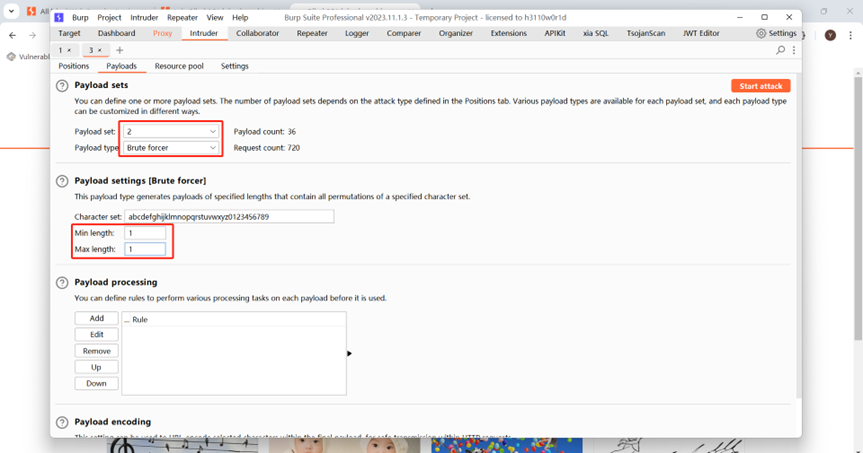 Burp Project Intruder Repeater View Help Burp Suite Professional v2023.11.1.3 - Temporary Project - licensed to h3110w0r1d
Target Dashboard Proxy Intruder Collaborator Repeater Logger Comparer Organizer Extensions APIKit xia SQL TsojanScan JWT Editor Settings
1 × 3 × +
Vulnerabl
Positions Payloads Resource pool Settings
Y
Payload sets
Start attack
You can define one or more payload sets. The number of payload sets depends on the attack type defined in the Positions tab. Various payload types are available for each payload set, and each payload type
can be customized in different ways.
Payload set: 2 Payload count: 36
Payload type Brute forcer Request count: 720
Payload settings [Brute forcer]
This payload type generates payloads of specified lengths that contain all permutations of a specified character set.
Character set: abcdefghijklmnopqrstuvwxyz0123456789
Min length: 1
Max length: 1
Payload processing
You can define rules to perform various processing tasks on each payload before it is used.
Add ... Rule
Edit
Remove
Up
Down
Payload encoding